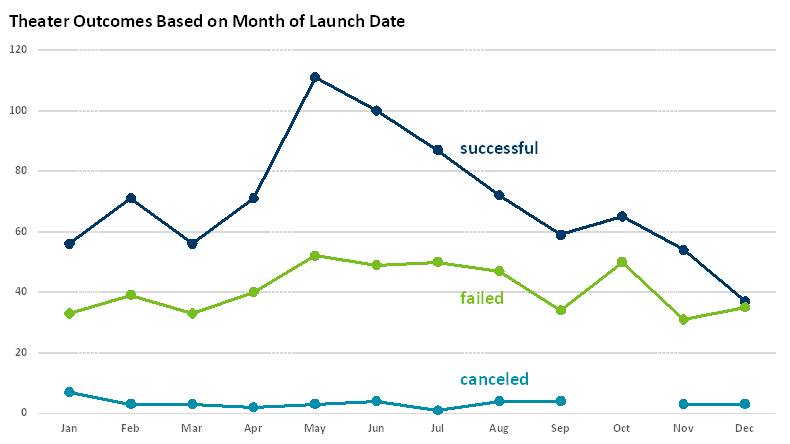 Theater Outcomes Based on Month of Launch Date
120
100
successful
80
60
40
failed
20
canceled
0
Jan Feb Mar Apr May Jun Jul Aug Sep Oct Nov Dec